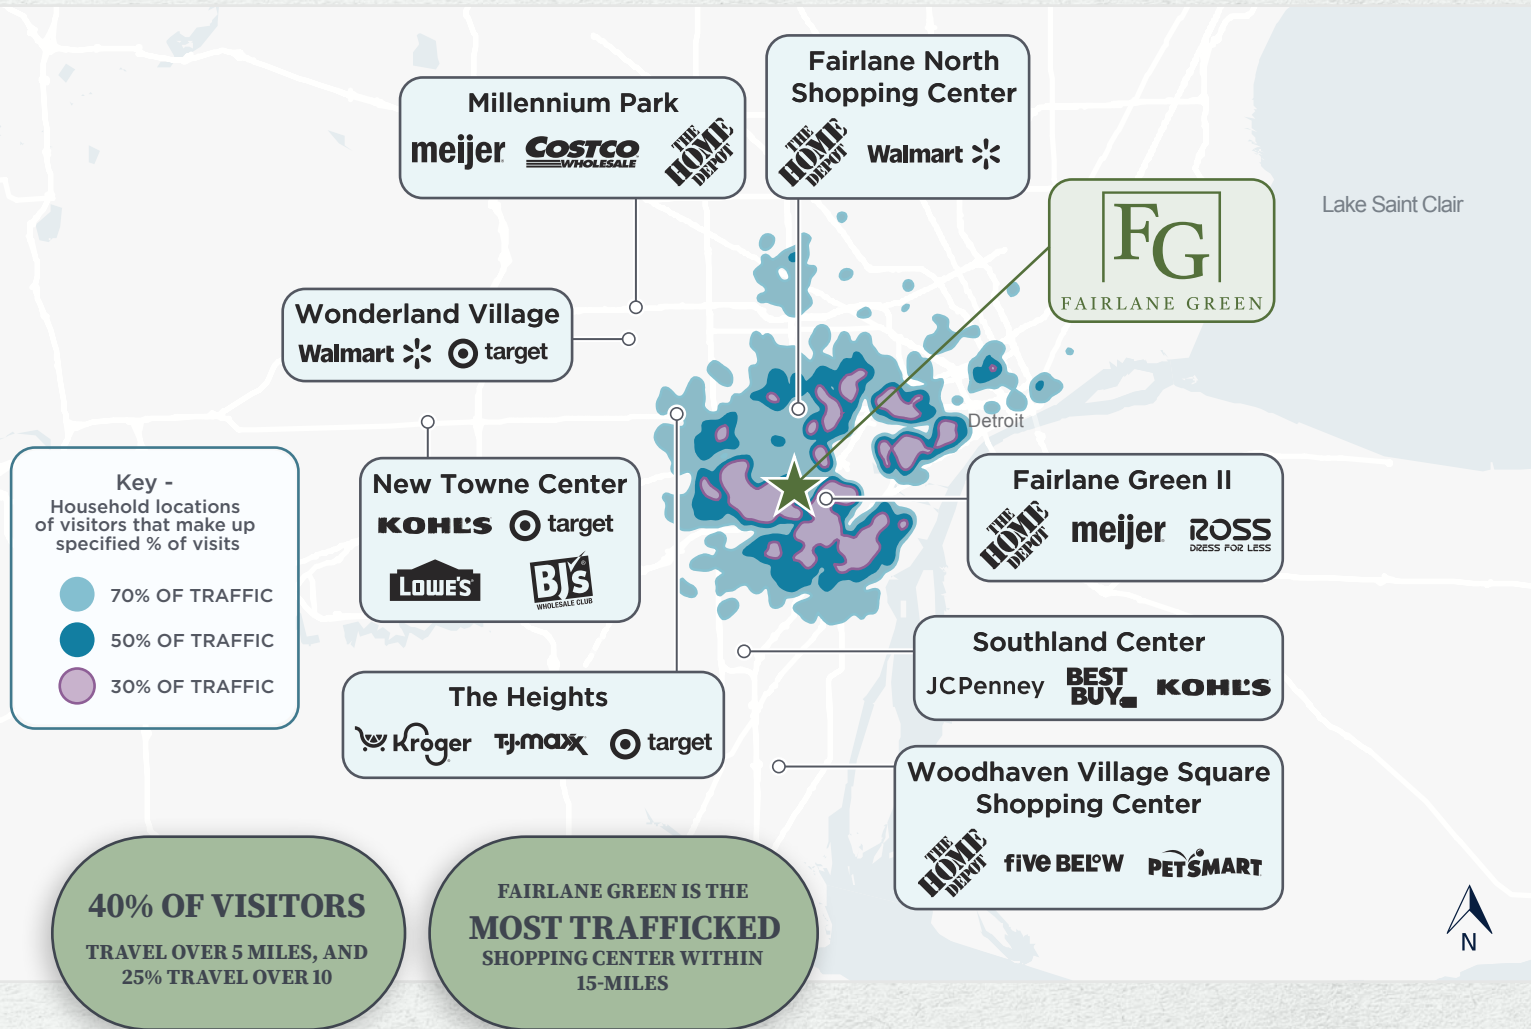 Fairlane North
Shopping Center
THE
HOME
DEPOT
Walmart
Millennium Park
meijer
COSTCO
WHOLESALE
THE
HOME
DEPOT
Lake Saint Clair
FG
FAIRLANE GREEN
Wonderland Village
Walmart
target
Detroit
Key -
Household locations
of visitors that make up
specified % of visits
70% OF TRAFFIC
50% OF TRAFFIC
30% OF TRAFFIC
New Towne Center
KOHL'S
target
LOWE'S
BJ's
WHOLESALE CLUB
Fairlane Green II
THE
HOME
DEPOT
meijer
ROSS
DRESS FOR LESS
Southland Center
JCPenney
BEST
BUY
KOHL'S
The Heights
Kroger
T.J.maxx
target
Woodhaven Village Square
Shopping Center
THE
HOME
DEPOT
five BEL°W
PETSMART
40% OF VISITORS
TRAVEL OVER 5 MILES, AND
25% TRAVEL OVER 10
FAIRLANE GREEN IS THE
MOST TRAFFICKED
SHOPPING CENTER WITHIN
15-MILES
N